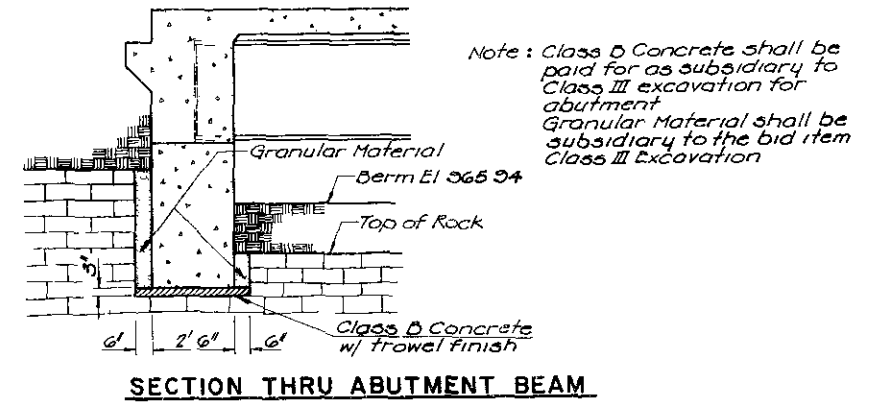 Note : Class B Concrete shall be
paid for as subsidiary to
Class III excavation for
abutment
Granular Material shall be
subsidiary to the bid item
Class III Excavation
Granular Material
Berm El 965 94
Top of Rock
3"
6" 2' 6" 6"
Class B Concrete
w/ trowel finish
SECTION THRU ABUTMENT BEAM